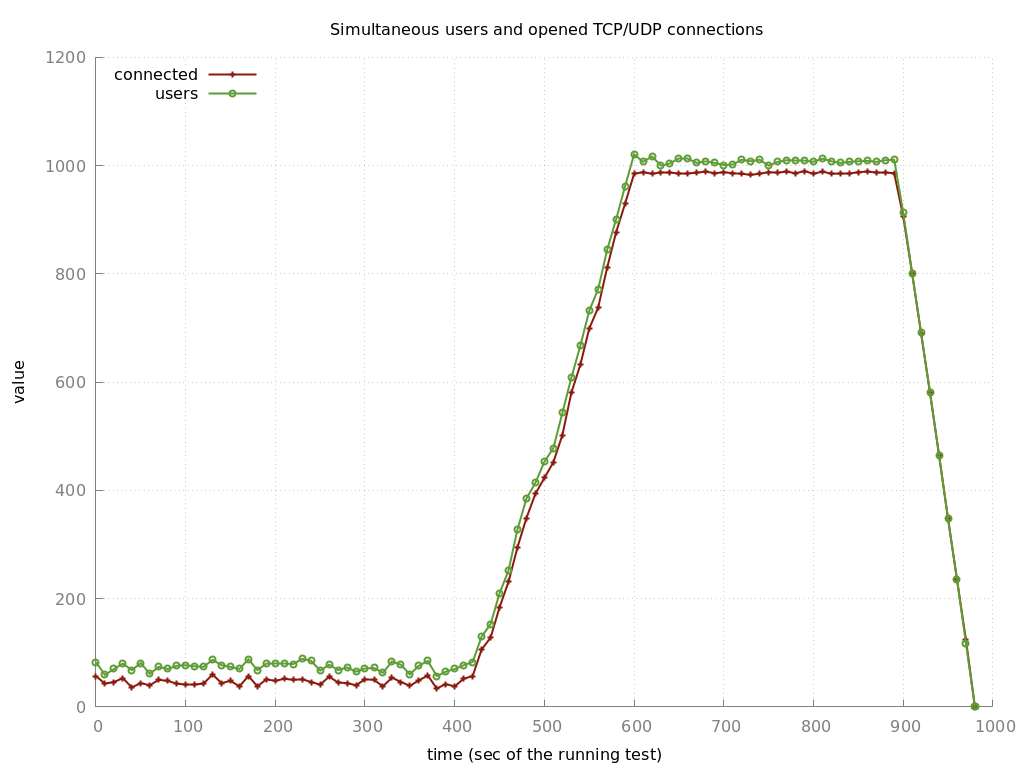 Simultaneous users and opened TCP/UDP connections
1200
connected
users
1000
800
600
value
400
200
0
0 100 200 300 400 500 600 700 800 900 1000
time (sec of the running test)